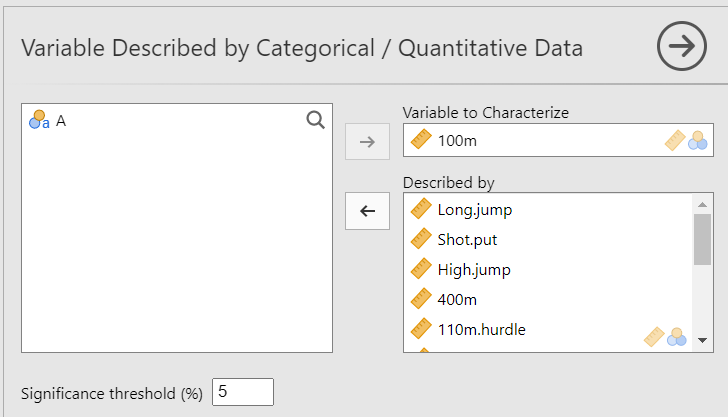 Variable Described by Categorical / Quantitative Data
a A
Variable to Characterize
100m
Described by
Long.jump
Shot.put
High.jump
400m
110m.hurdle
Significance threshold (%) 5